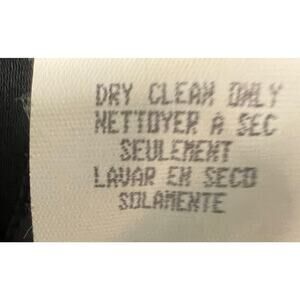 DRY CLEAN ONLY
NETTOYER A SEC
SEULEMENT
LAVAR EN SECO
SOLAMENTE